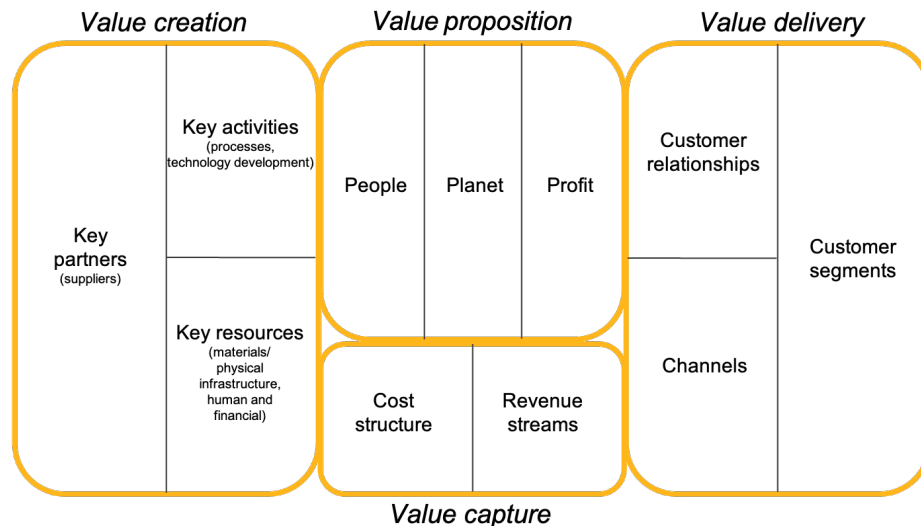 Value creation
Value proposition
Value delivery
Key
partners
(suppliers)
Key activities
(processes,
technology development)
Key resources
(materials/
physical
infrastructure,
human and
financial)
People
Planet
Profit
Cost
structure
Revenue
streams
Value capture
Customer
relationships
Channels
Customer
segments